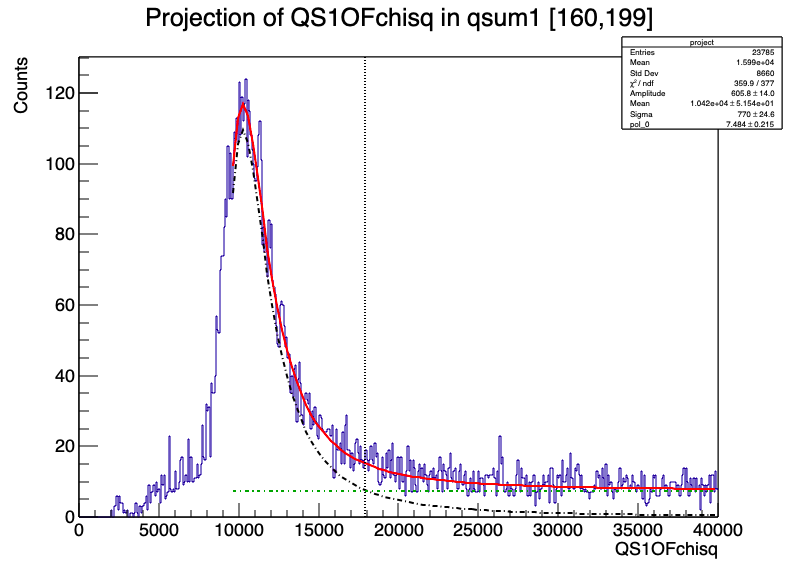 Projection of QS1OFchisq in qsum1 [160,199]
project
Entries 23785
Mean 1.599e+04
Std Dev 8660
χ² / ndf 359.9 / 377
Amplitude 605.8 ± 14.0
Mean 1.042e+04 ± 5.154e+01
Sigma 770 ± 24.6
pol_0 7.484 ± 0.215
Counts
120
100
80
60
40
20
0
0 5000 10000 15000 20000 25000 30000 35000 40000
QS1OFchisq